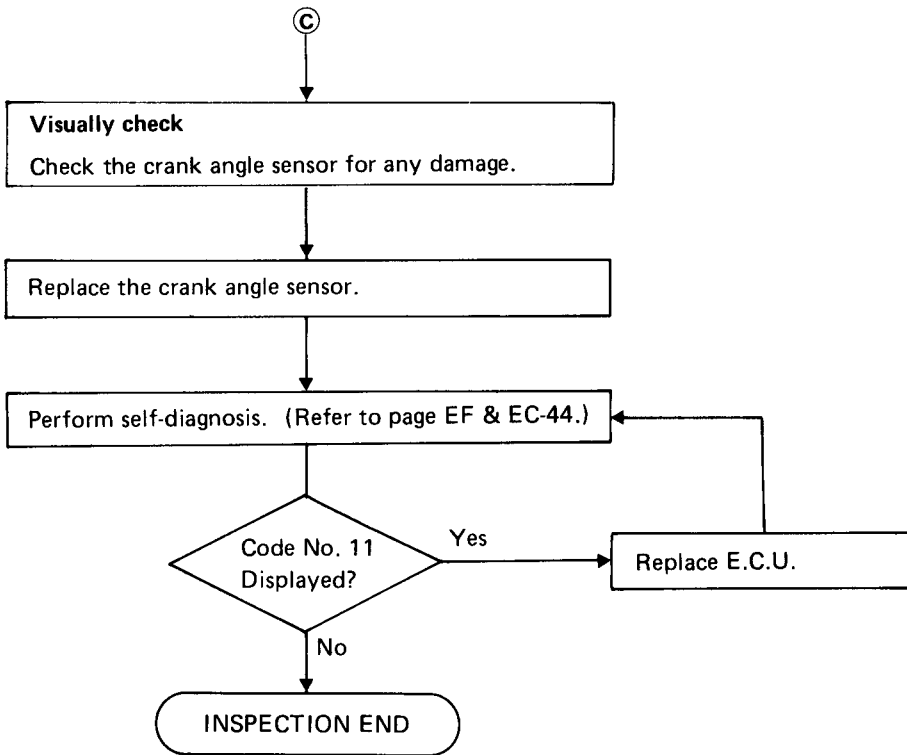 C
Visually check
Check the crank angle sensor for any damage.
Replace the crank angle sensor.
Perform self-diagnosis. (Refer to page EF & EC-44.)
Code No. 11
Displayed?
Yes
Replace E.C.U.
No
INSPECTION END